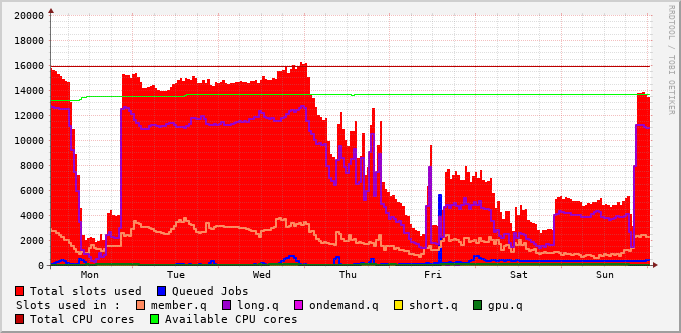 20000
18000
16000
14000
12000
10000
8000
6000
4000
2000
0
Mon Tue Wed Thu Fri Sat Sun
RRDTOOL / TOBI OETIKER
Total slots used Queued Jobs
Slots used in : member.q long.q ondemand.q short.q gpu.q
Total CPU cores Available CPU cores